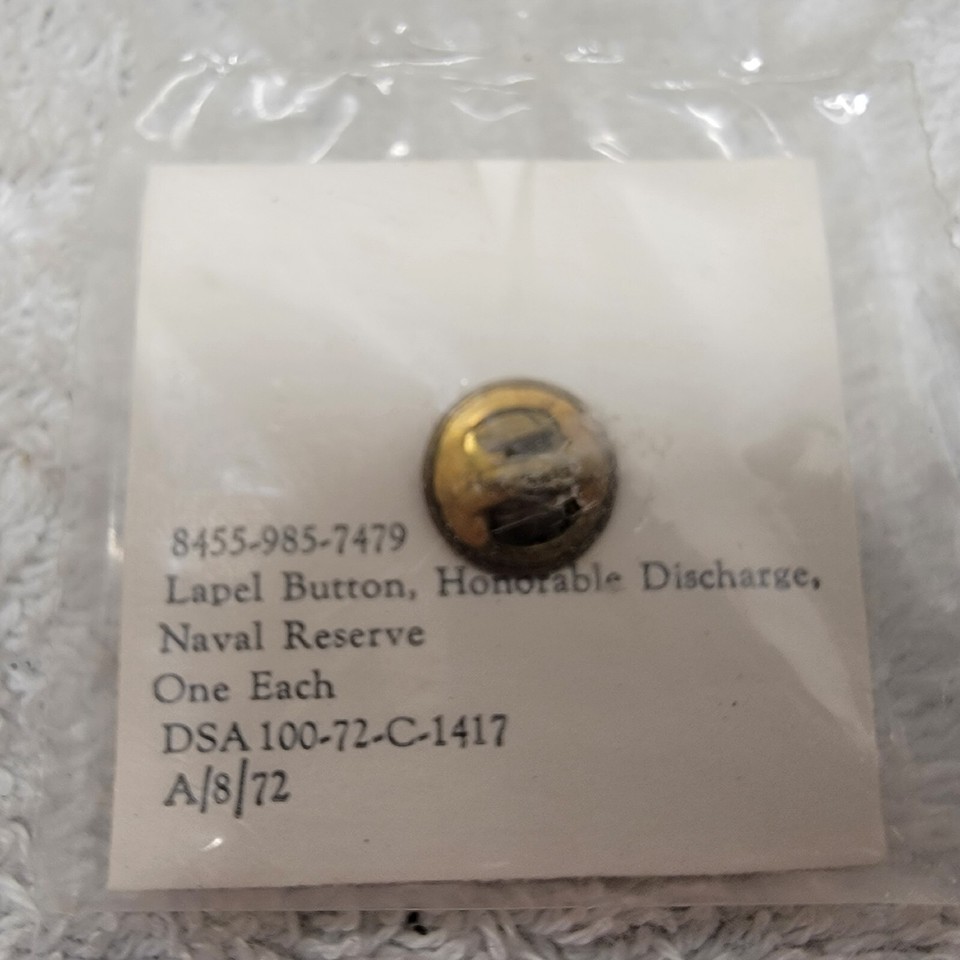 8455-985-7479
Lapel Button, Honorable Discharge,
Naval Reserve
One Each
DSA 100-72-C-1417
A/8/72